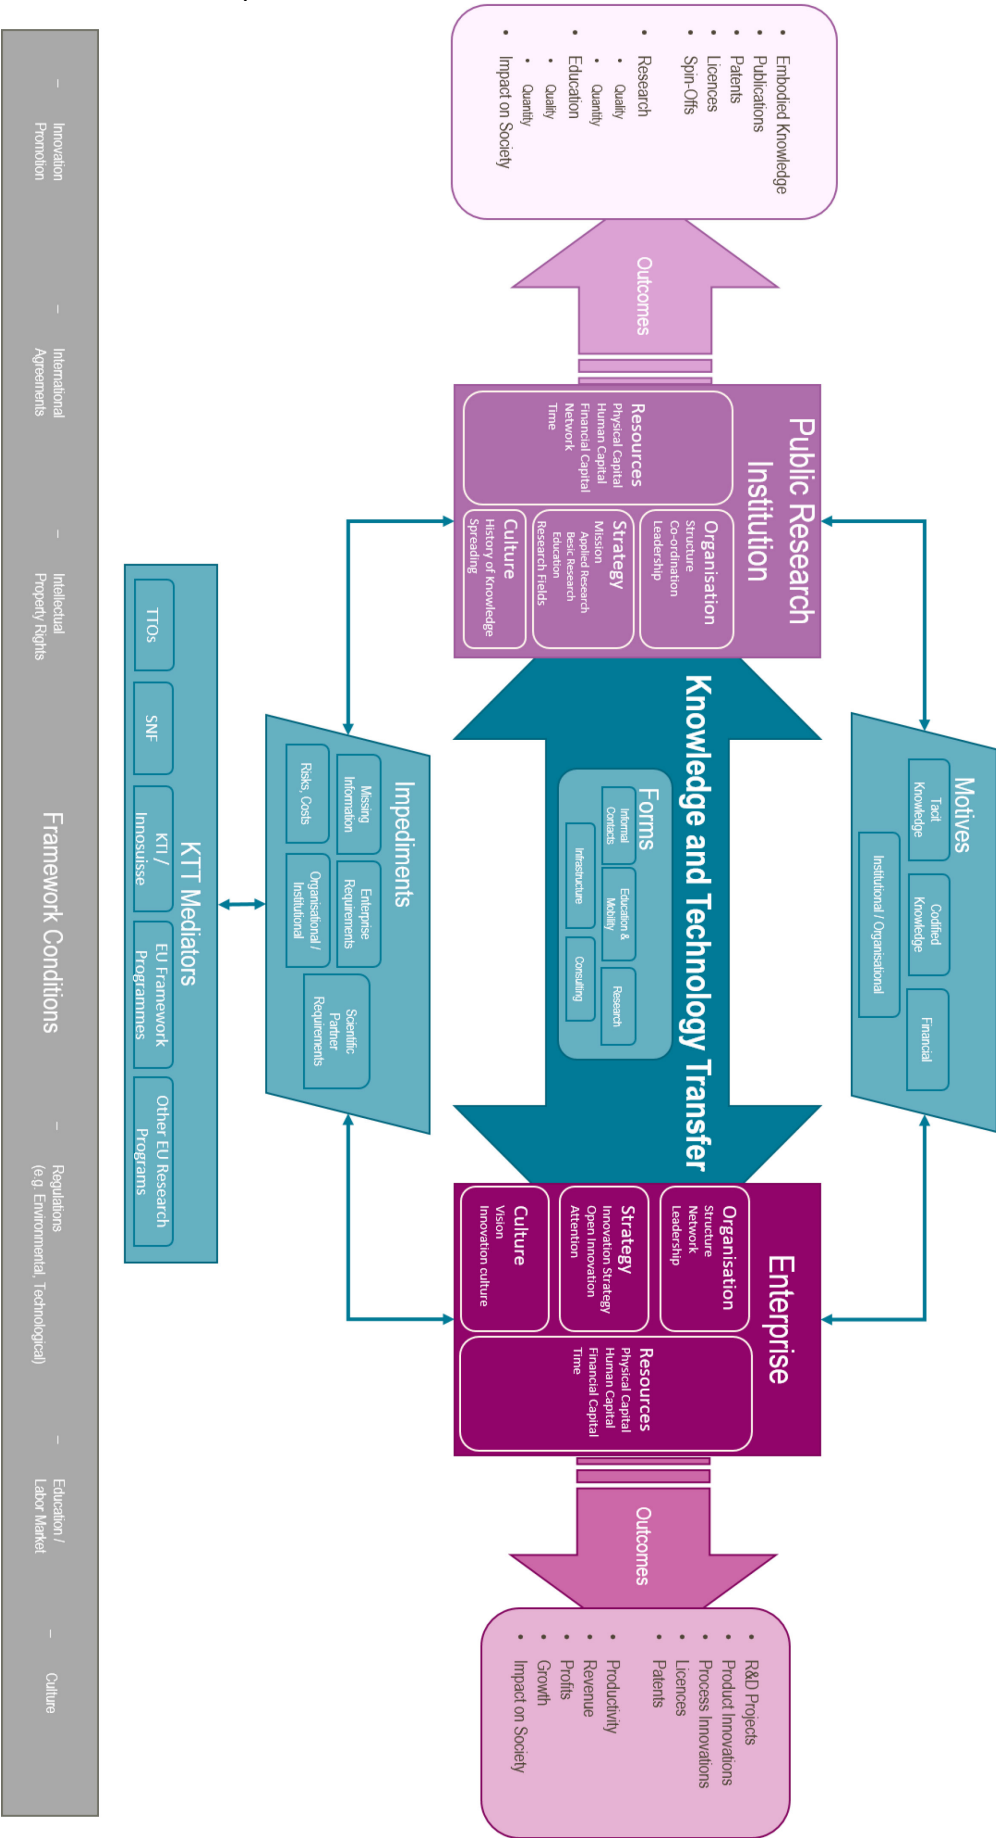 Motives
Tacit
Knowledge
Codified
Knowledge
Financial
Institutional / Organisational
• Embodied Knowledge
• Publications
• Patents
• Licences
• Spin-Offs
• Research
• Quality
• Quantity
• Education
• Quality
• Quantity
• Impact on Society
Outcomes
Public Research
Institution
Organisation
Structure
Co-ordination
Leadership
Resources
Physical Capital
Human Capital
Financial Capital
Network
Time
Strategy
Mission
Applied Research
Besic Research
Education
Research Fields
Culture
History of Knowledge
Spreading
Knowledge and Technology Transfer
Forms
Informal
Contacts
Education &
Mobility
Research
Infrastructure
Consulting
Enterprise
Organisation
Structure
Network
Leadership
Strategy
Innovation Strategy
Open Innovation
Attention
Culture
Vision
Innovation culture
Resources
Physical Capital
Human Capital
Financial Capital
Time
Outcomes
• R&D Projects
• Product Innovations
• Process Innovations
• Licences
• Patents
• Productivity
• Revenue
• Profits
• Growth
• Impact on Society
Impediments
Missing
Information
Enterprise
Requirements
Scientific
Partner
Requirements
Risks, Costs
Organisational /
Institutional
KTT Mediators
TTOs
SNF
KTI /
Innosuisse
EU Framework
Programmes
Other EU Research
Programs
Framework Conditions
– Innovation
Promotion
– International
Agreements
– Intellectual
Property Rights
– Regulations
(e.g. Environmental, Technological)
– Education /
Labor Market
– Culture